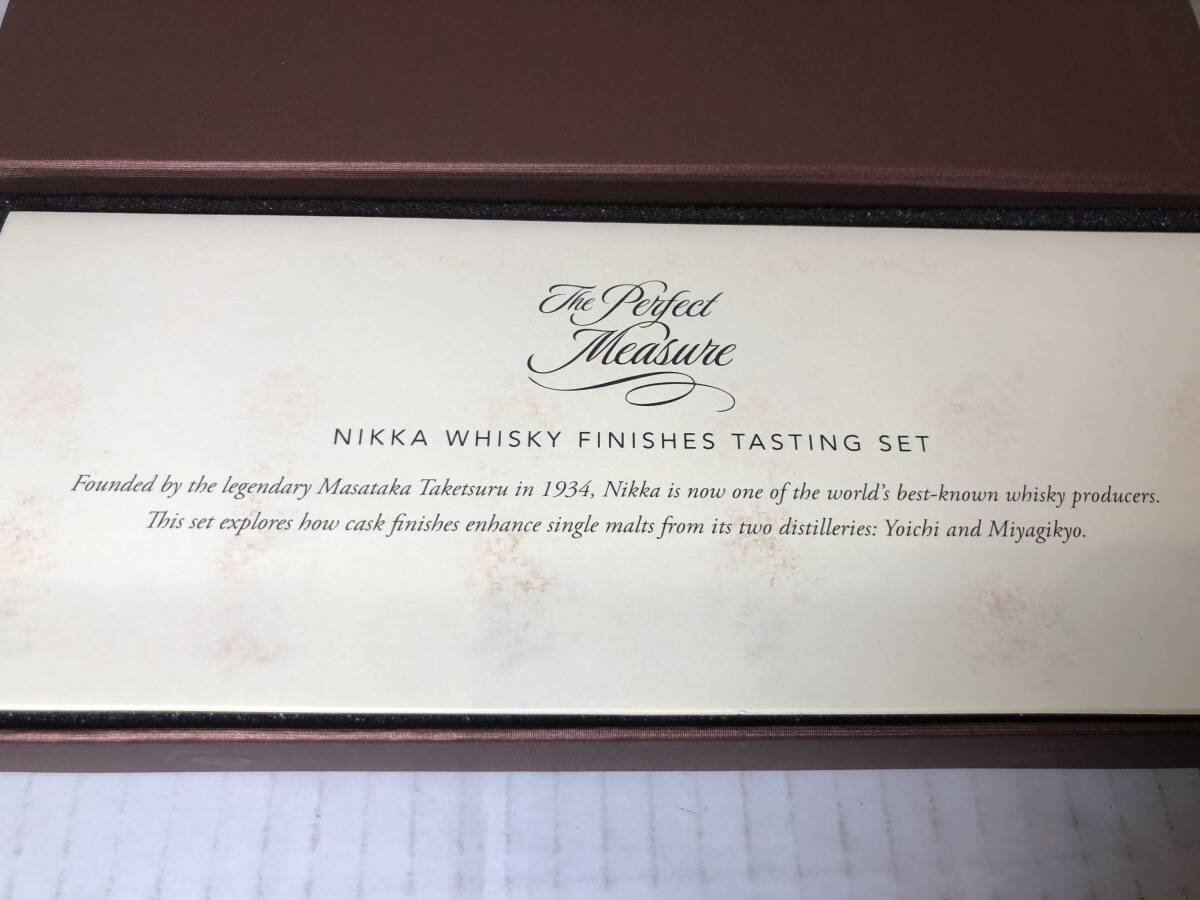 The Perfect
Measure
NIKKA WHISKY FINISHES TASTING SET
Founded by the legendary Masataka Taketsuru in 1934, Nikka is now one of the world's best-known whisky producers.
This set explores how cask finishes enhance single malts from its two distilleries: Yoichi and Miyagikyo.